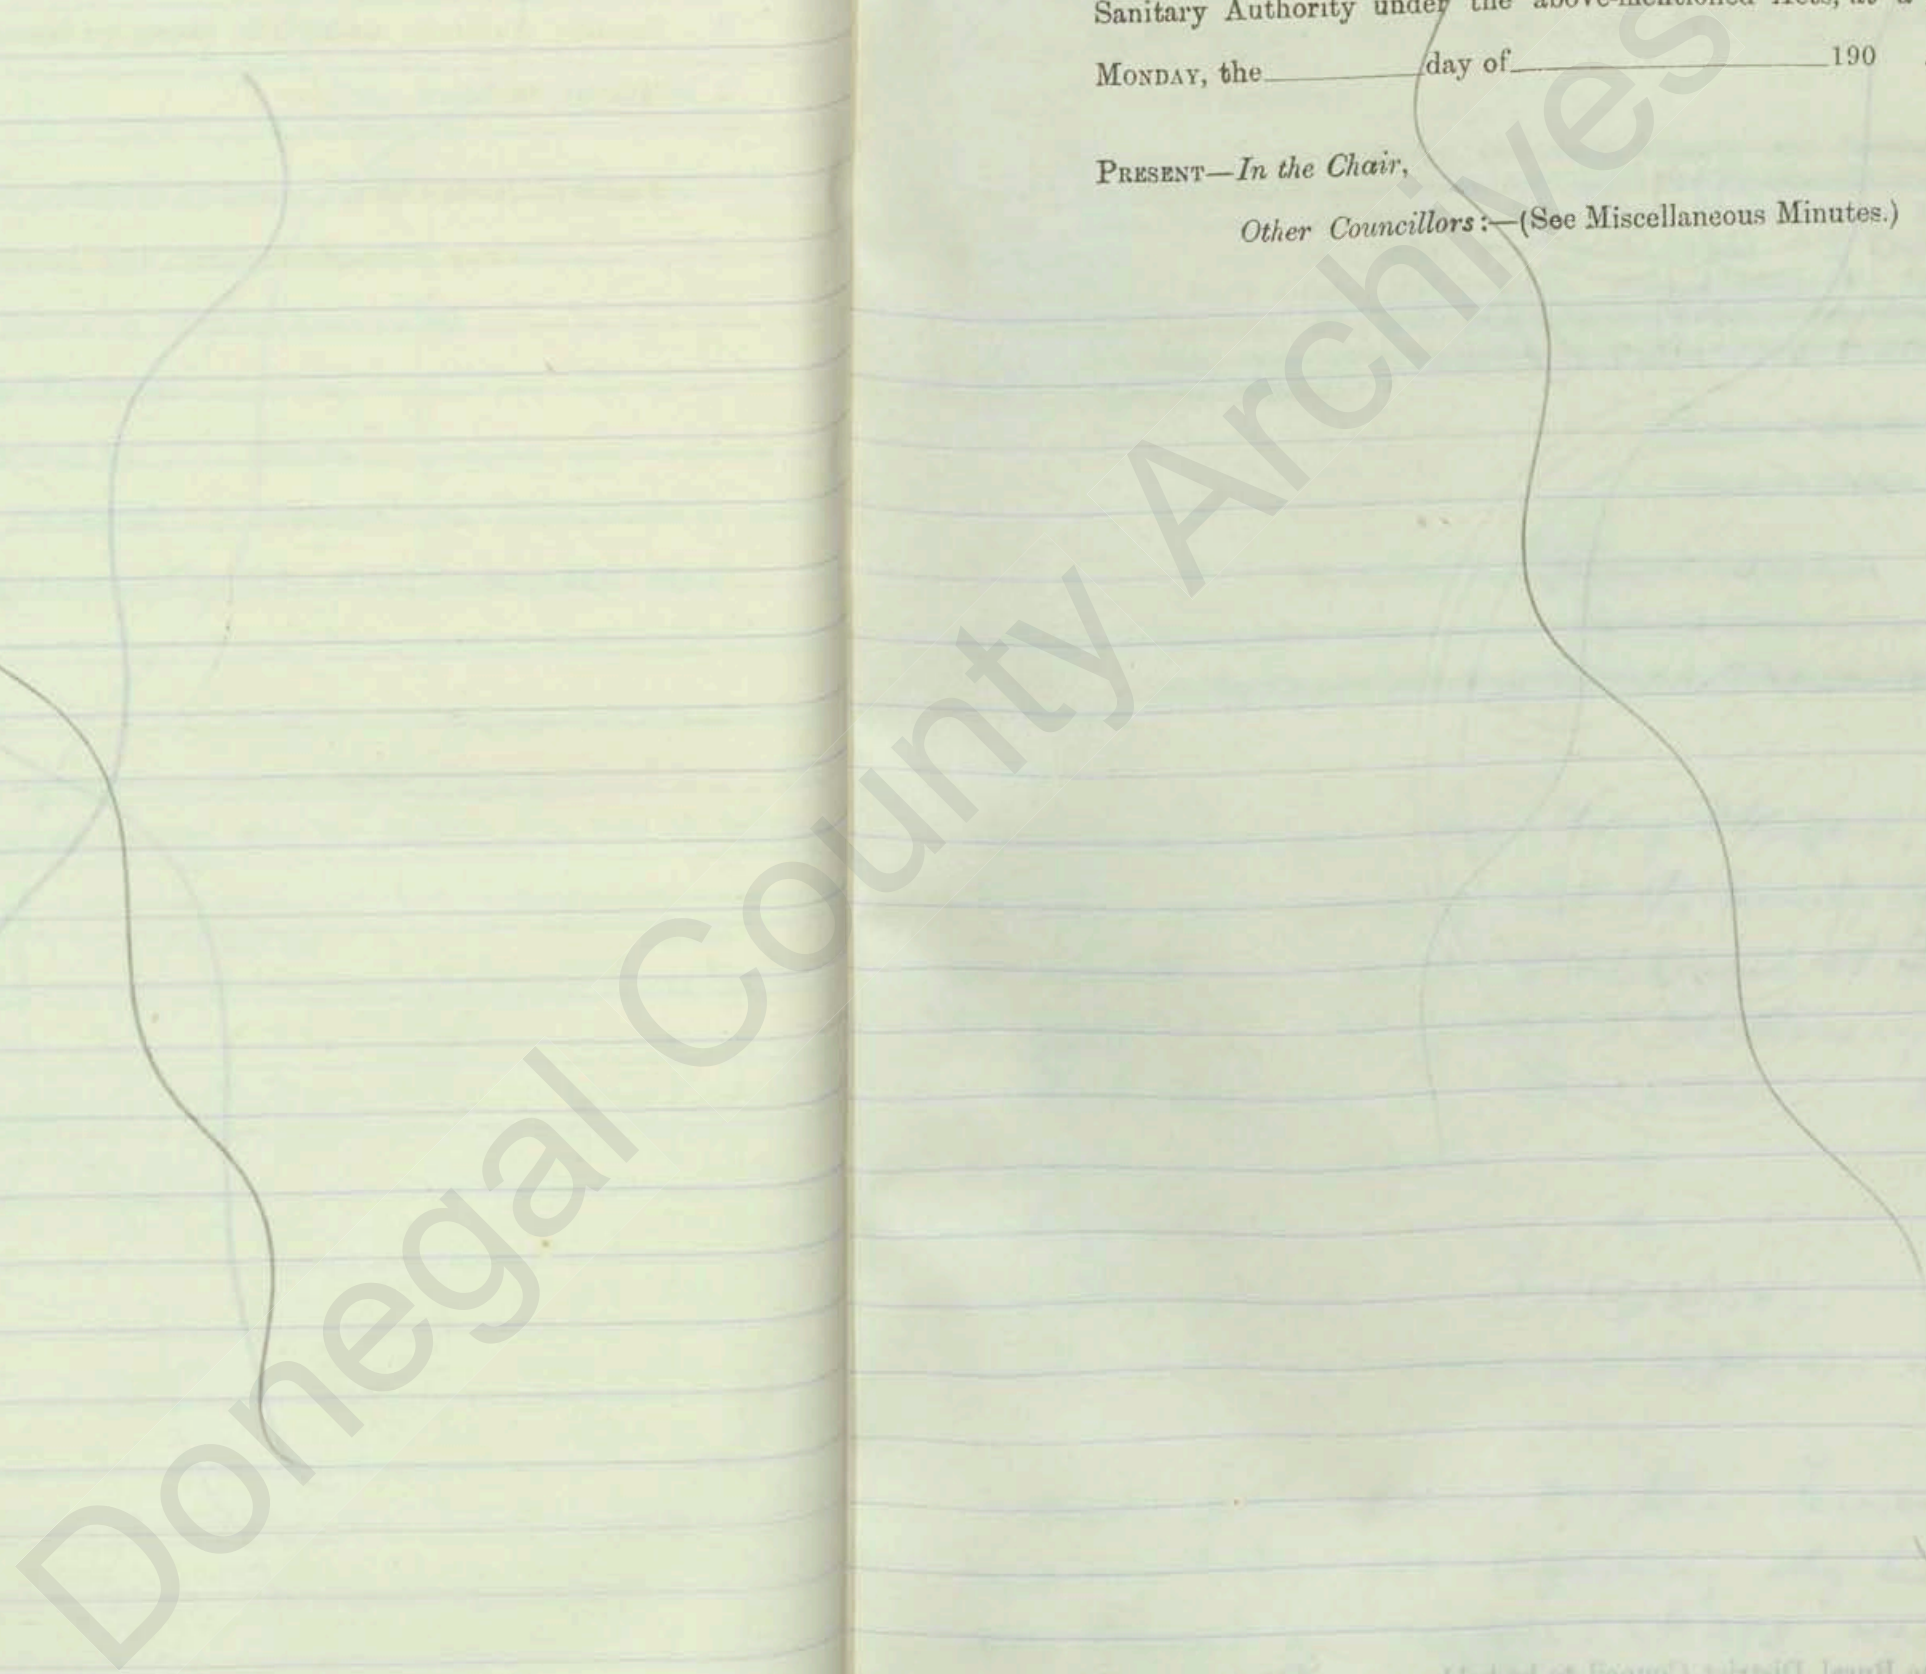 Sanitary Authority under the above-mentioned Acts, at a
MONDAY, the day of 190
PRESENT—In the Chair,
Other Councillors:—(See Miscellaneous Minutes.)
Donegal County Archives